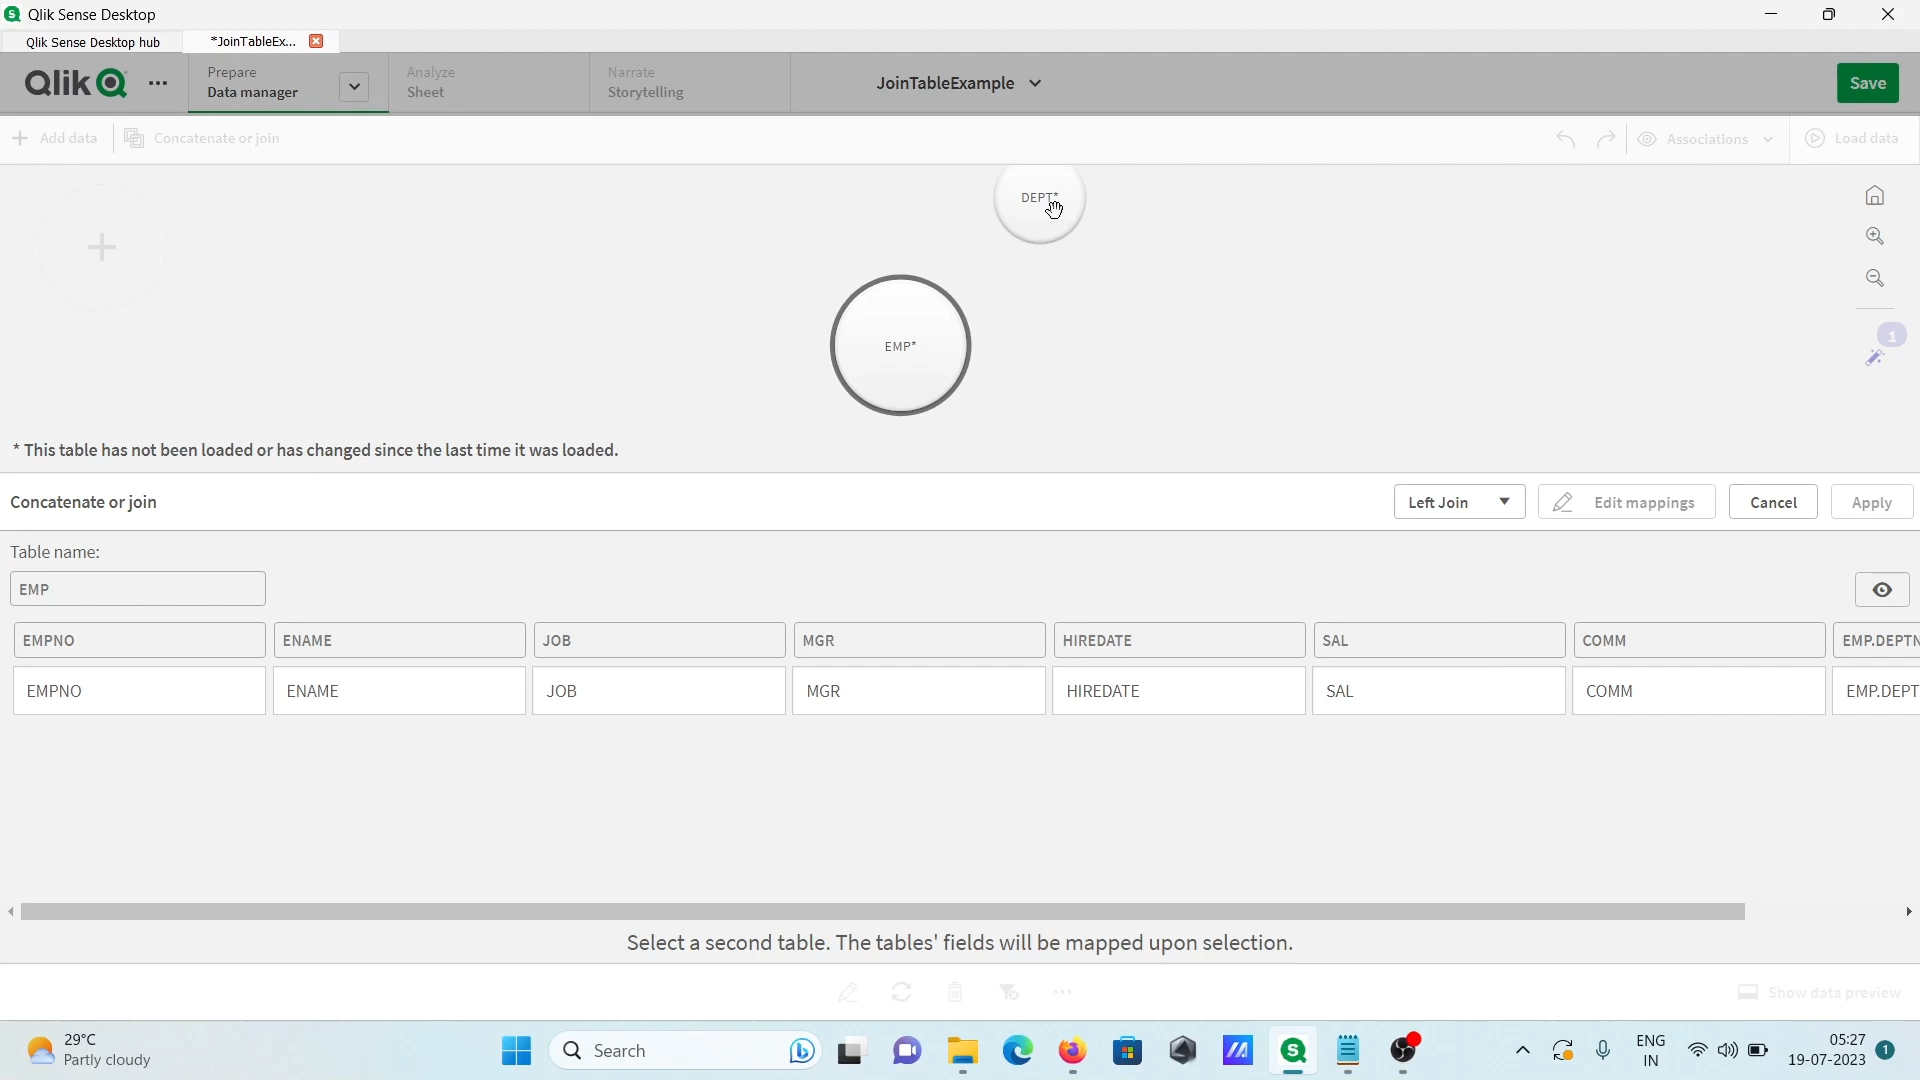 Qlik Sense Desktop
Qlik Sense Desktop hub
*JoinTableEx...
Qlik
Prepare
Data manager
Analyze
Sheet
Narrate
Storytelling
JoinTableExample
Save
Add data
Concatenate or join
Associations
Load data
DEPT*
EMP*
1
* This table has not been loaded or has changed since the last time it was loaded.
Concatenate or join
Left Join
Edit mappings
Cancel
Apply
Table name:
EMP
EMPNO ENAME JOB MGR HIREDATE SAL COMM EMP.DEPTN
EMPNO ENAME JOB MGR HIREDATE SAL COMM EMP.DEPT
Select a second table. The tables' fields will be mapped upon selection.
Show data preview
29°C
Partly cloudy
Search
ENG
IN
05:27
19-07-2023
1